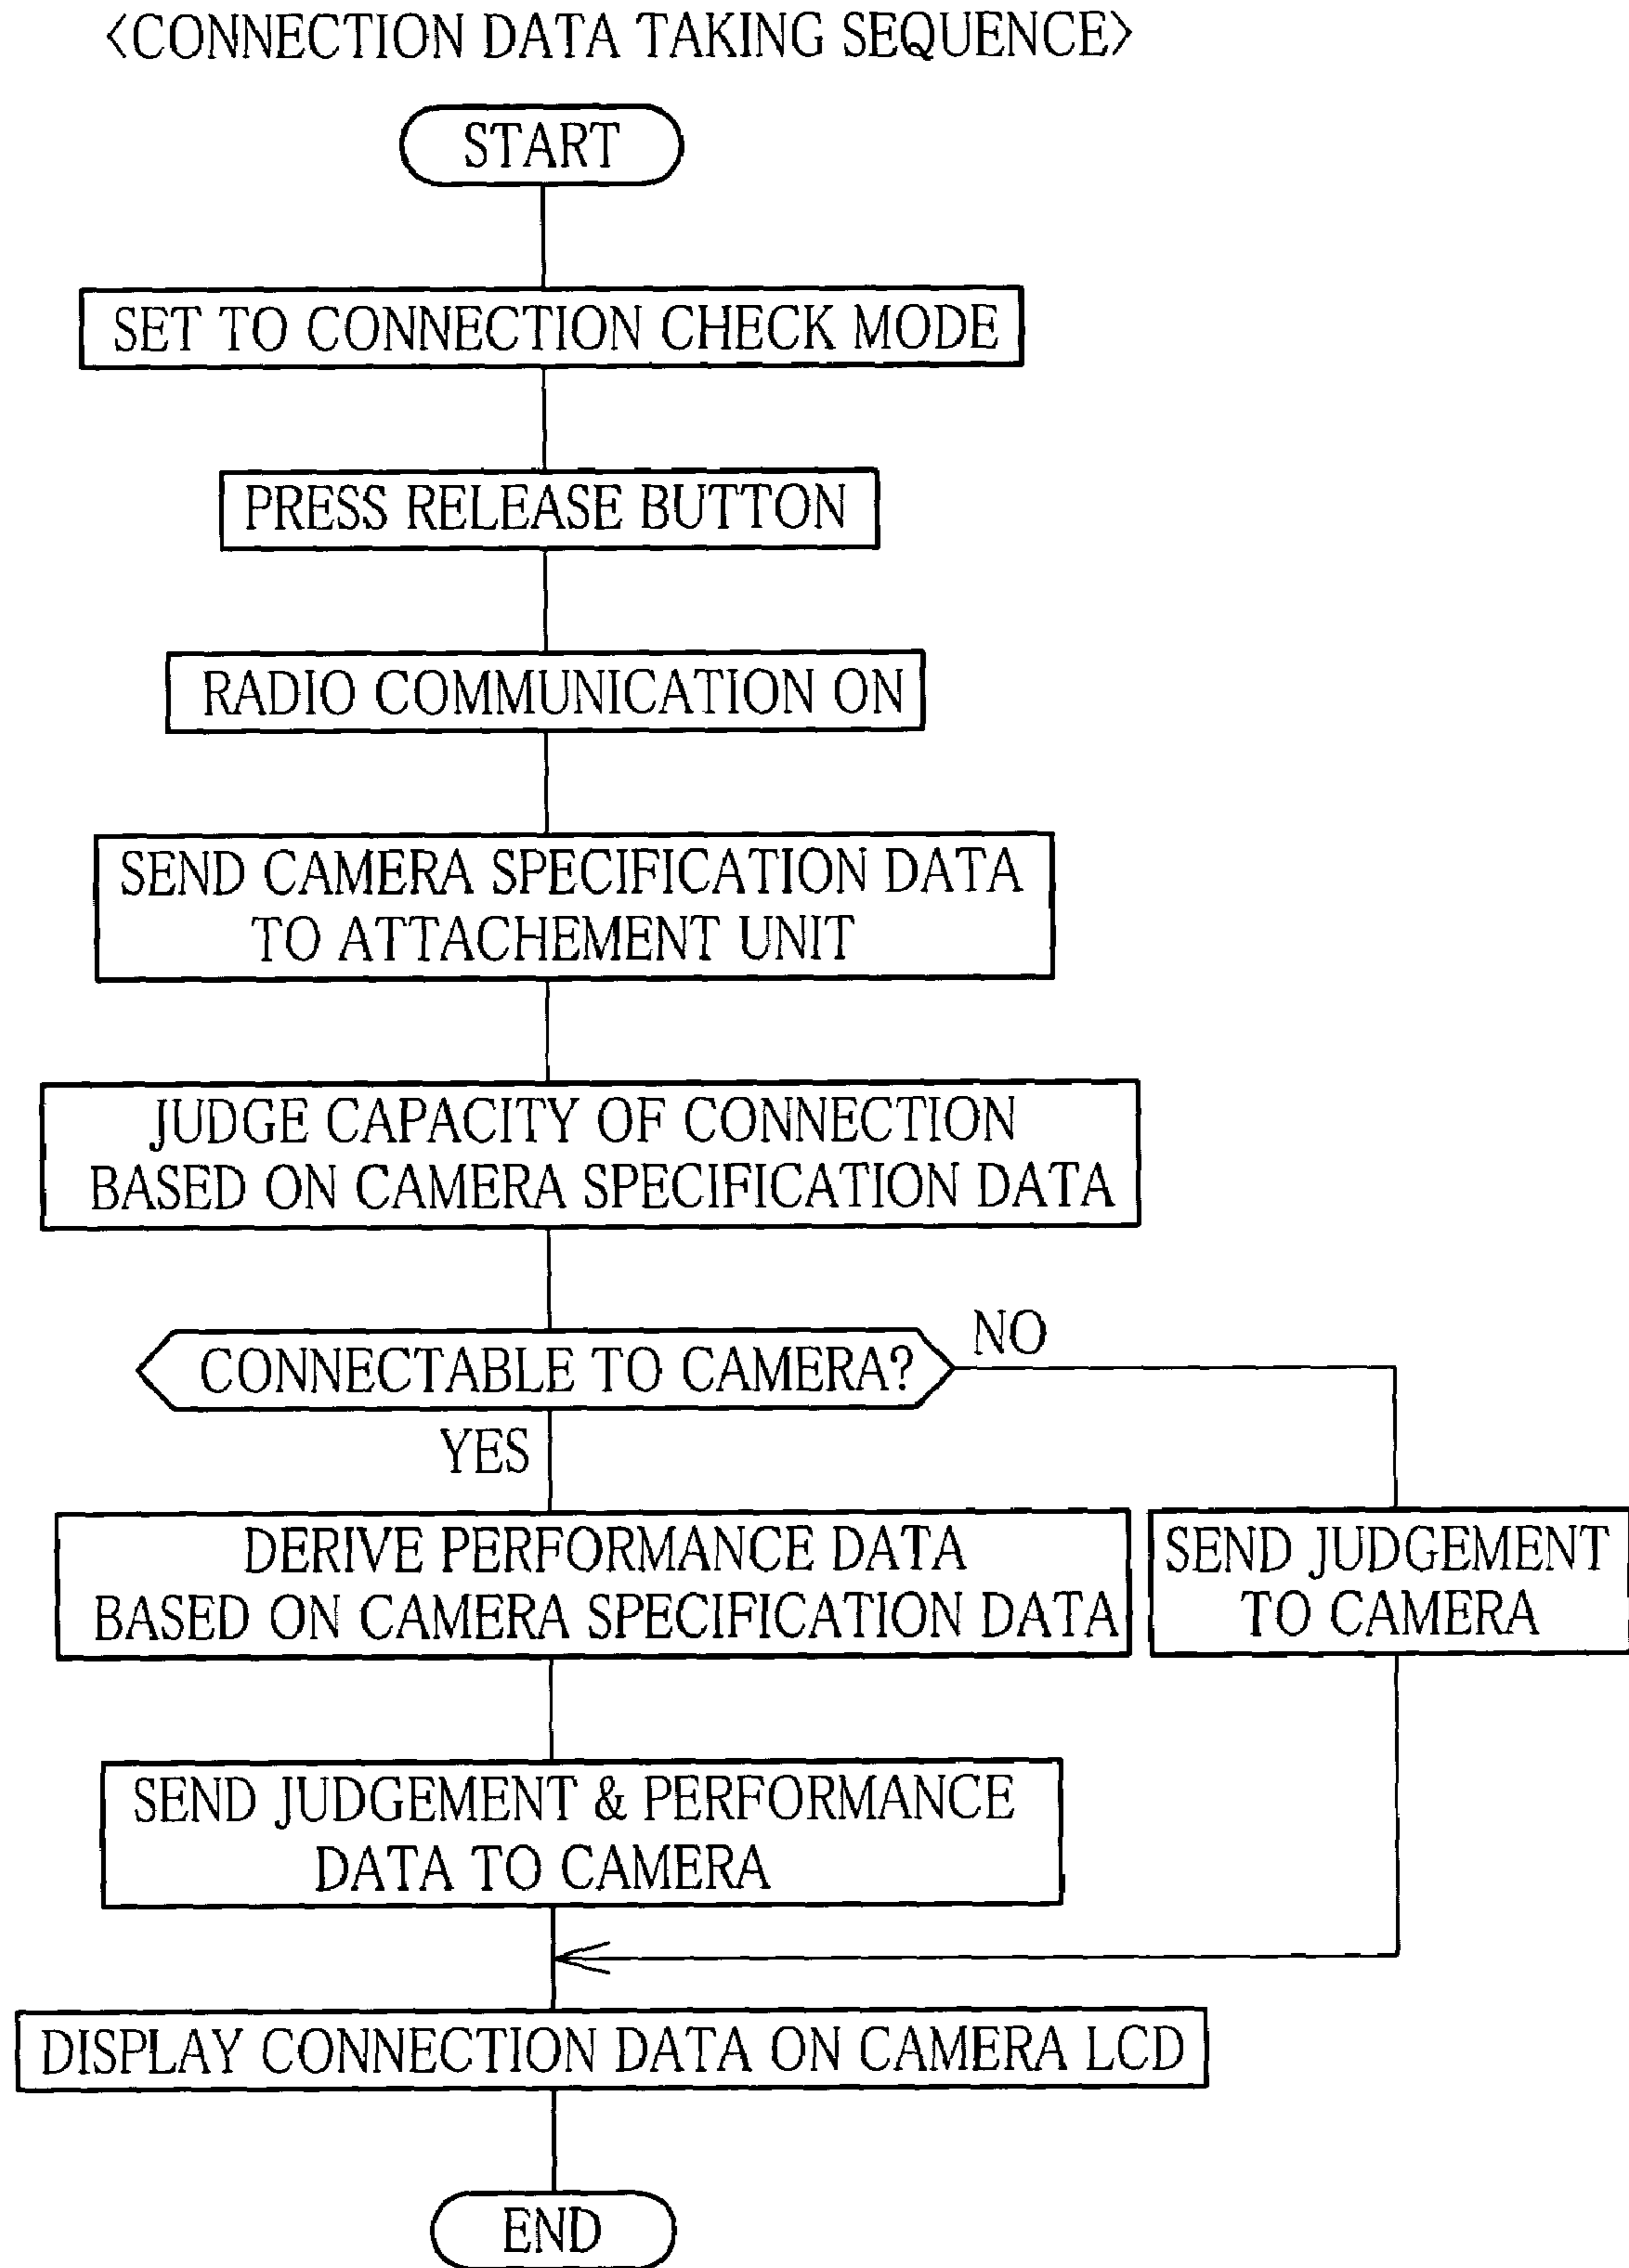 <CONNECTION DATA TAKING SEQUENCE>
START
SET TO CONNECTION CHECK MODE
PRESS RELEASE BUTTON
RADIO COMMUNICATION ON
SEND CAMERA SPECIFICATION DATA
TO ATTACHEMENT UNIT
JUDGE CAPACITY OF CONNECTION
BASED ON CAMERA SPECIFICATION DATA
CONNECTABLE TO CAMERA?
NO
YES
DERIVE PERFORMANCE DATA
BASED ON CAMERA SPECIFICATION DATA
SEND JUDGEMENT
TO CAMERA
SEND JUDGEMENT & PERFORMANCE
DATA TO CAMERA
DISPLAY CONNECTION DATA ON CAMERA LCD
END